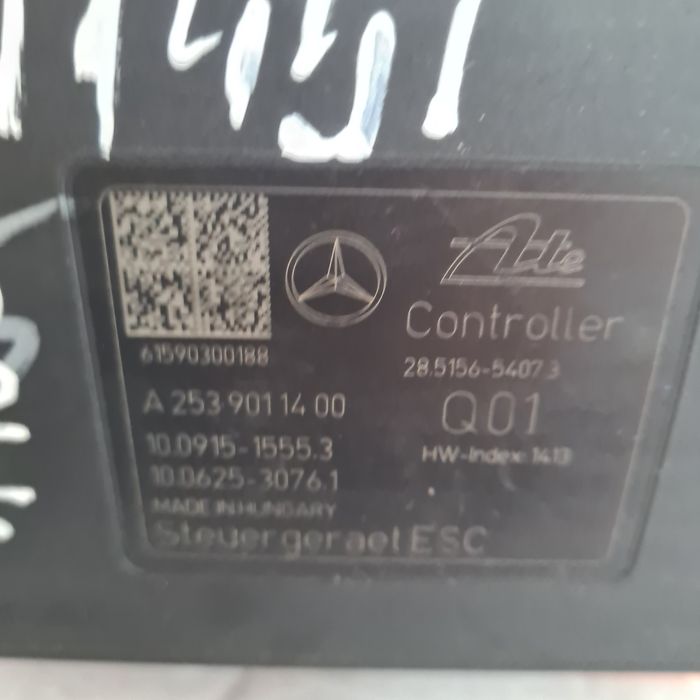 Ate
Controller
61590300188
28.5156-5407.3
A 253 901 14 00
Q01
10.0915-1555.3
HW-Index: 1413
10.0625-3076.1
MADE IN HUNGARY
Steuergeraet ESC